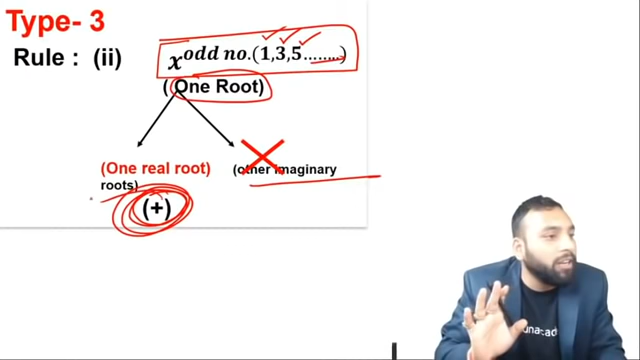 Type- 3
Rule : (ii) x^odd no.(1,3,5........)
(One Root)
(One real root) (other imaginary
roots)
(+)